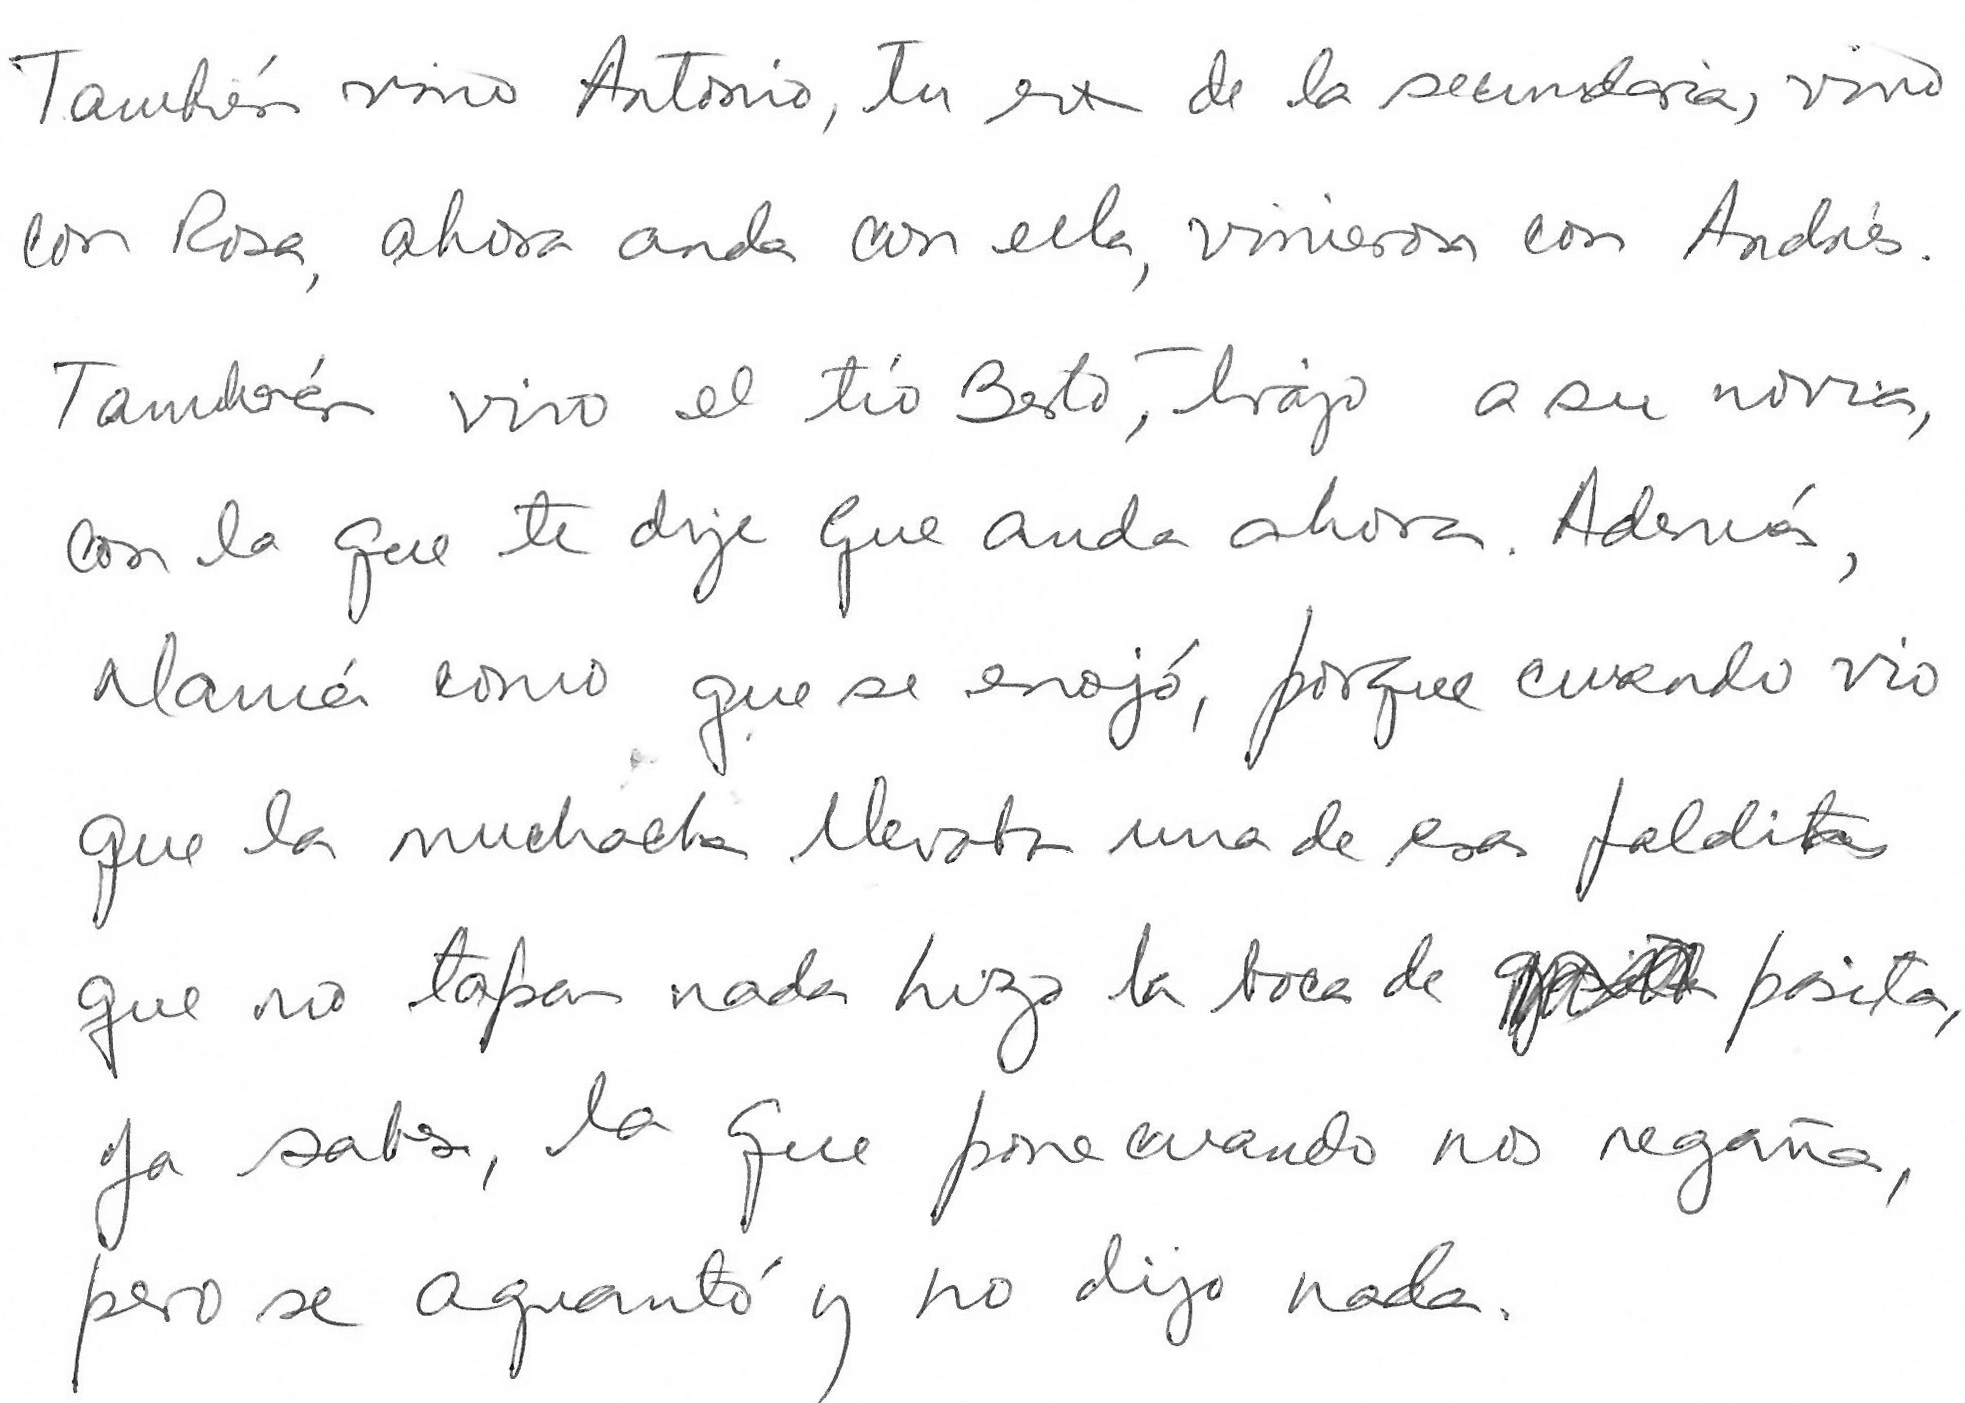 También vino Antonio, tu ex de la secundaria, vino
con Rosa, ahora anda con ella, vinieron con Andrés.
También vino el tío Berto, trajo a su novia,
con la que te dije que anda ahora. Además,
Mamá como que se enojó, porque cuando vio
que la muchacha llevaba una de esas falditas
que no tapan nada hizo la boca de pasita,
ya sabes, la que pone cuando nos regaña,
pero se aguantó y no dijo nada.